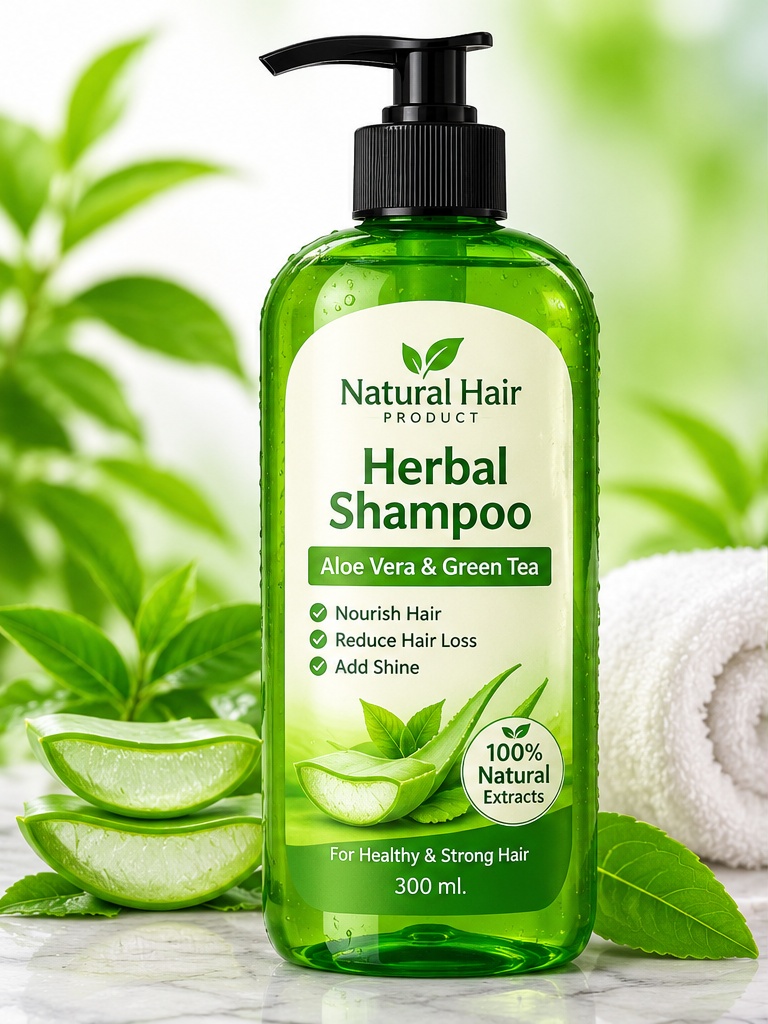 Natural Hair
PRODUCT
Herbal
Shampoo
Aloe Vera & Green Tea
Nourish Hair
Reduce Hair Loss
Add Shine
100%
Natural
Extracts
For Healthy & Strong Hair
300 ml.